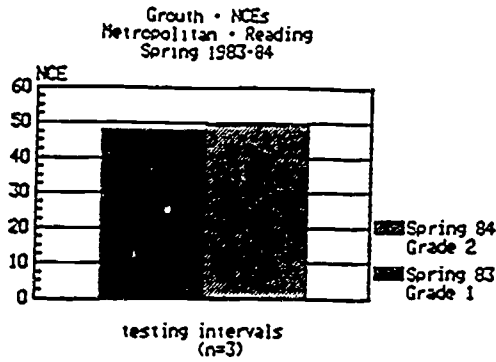 Grouth · NCEs
Metropolitan · Reading
Spring 1983-84
NCE
60
50
40
30
20
10
0
Spring 84
Grade 2
Spring 83
Grade 1
testing intervals
(n=3)